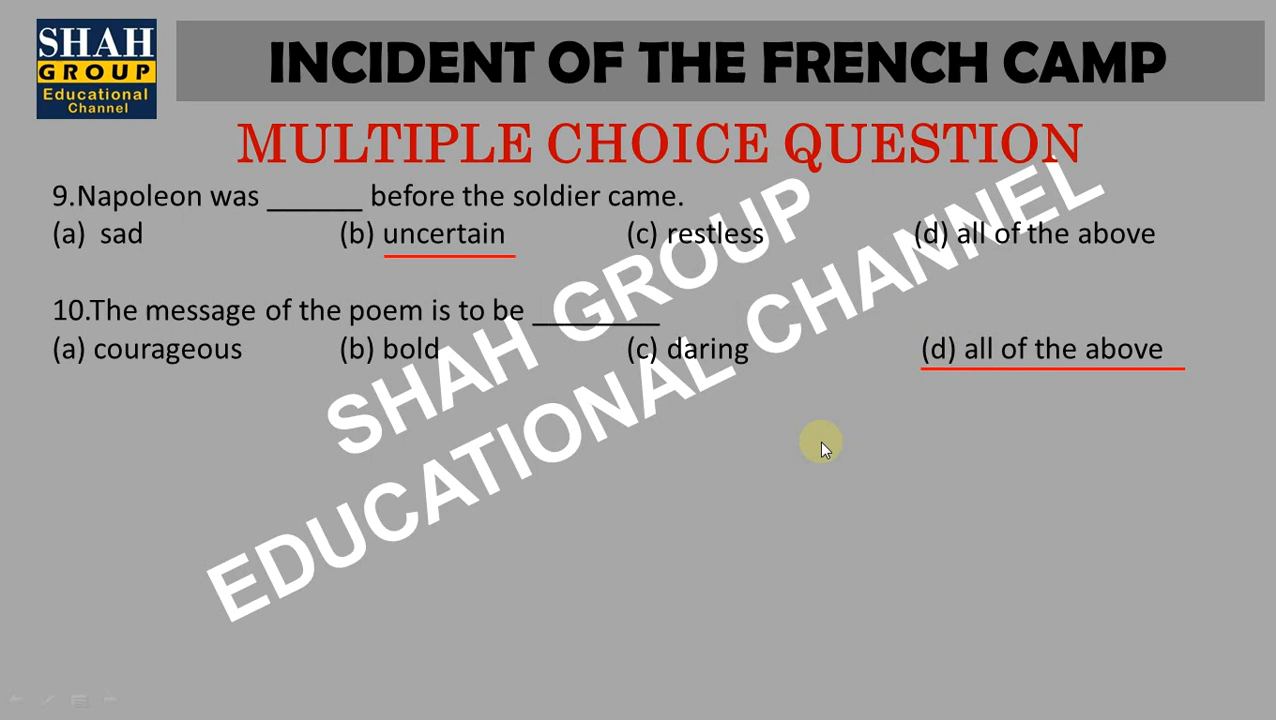 SHAH
GROUP
Educational
Channel
INCIDENT OF THE FRENCH CAMP
MULTIPLE CHOICE QUESTION
9.Napoleon was ______ before the soldier came.
(a) sad (b) uncertain (c) restless (d) all of the above
10.The message of the poem is to be ________
(a) courageous (b) bold (c) daring (d) all of the above
SHAH GROUP
EDUCATIONAL CHANNEL